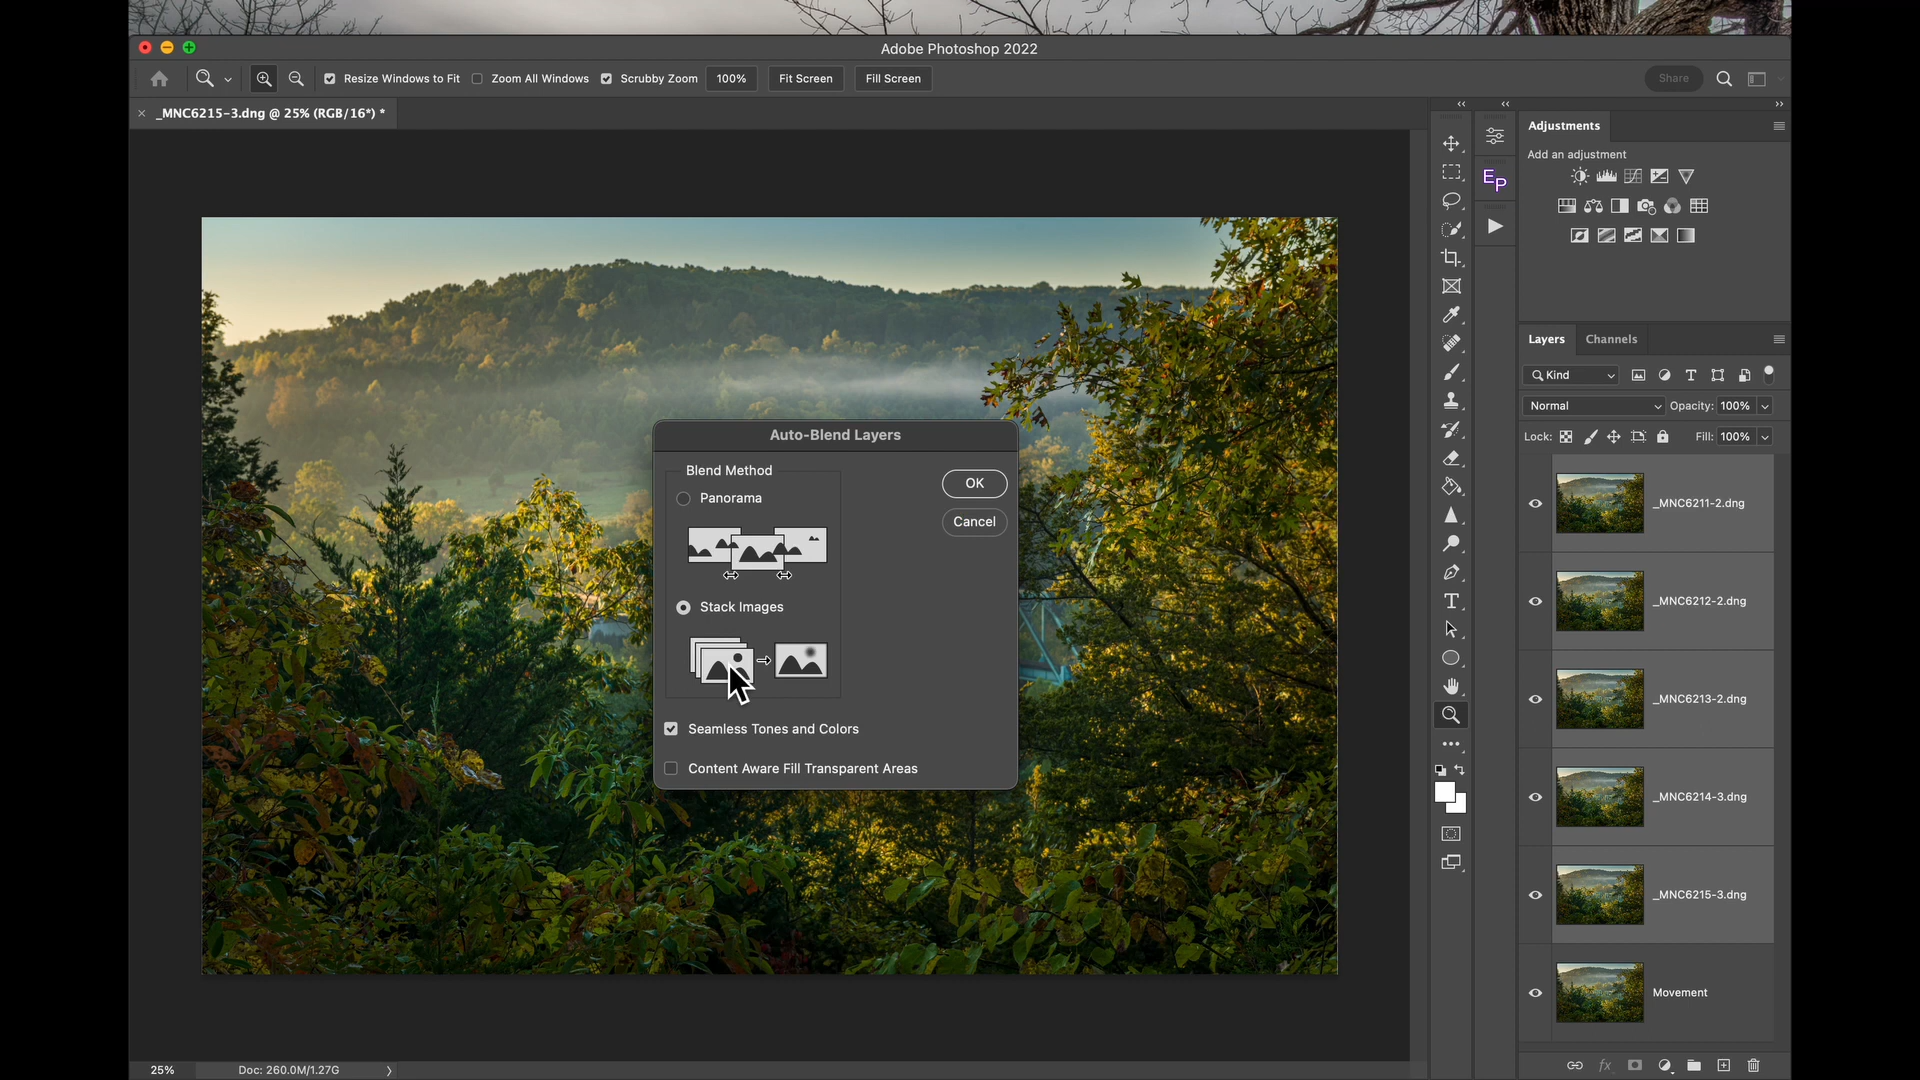 Adobe Photoshop 2022
Resize Windows to Fit
Zoom All Windows
Scrubby Zoom
100%
Fit Screen
Fill Screen
Share
_MNC6215-3.dng @ 25% (RGB/16*) *
Adjustments
Add an adjustment
EP
Layers
Channels
Kind
Normal
Opacity: 100%
Lock:
Fill: 100%
Auto-Blend Layers
Blend Method
Panorama
Stack Images
OK
Cancel
Seamless Tones and Colors
Content Aware Fill Transparent Areas
_MNC6211-2.dng
_MNC6212-2.dng
_MNC6213-2.dng
_MNC6214-3.dng
_MNC6215-3.dng
Movement
fx
25%
Doc: 260.0M/1.27G